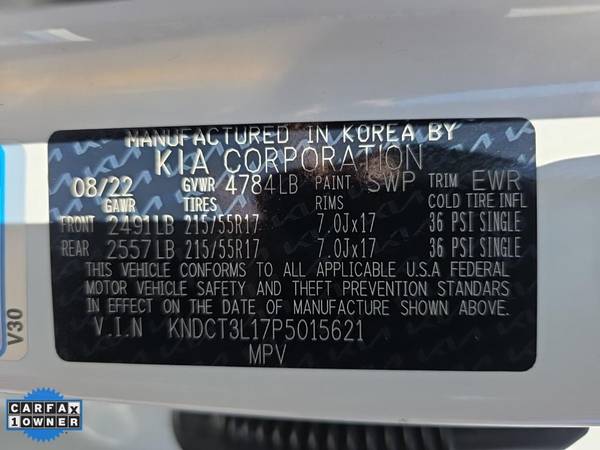 MANUFACTURED IN KOREA BY
KIA CORPORATION
08/22 GVWR 4784LB PAINT SWP TRIM EWR
GAWR TIRES RIMS COLD TIRE INFL
FRONT 2491LB 215/55R17 7.0Jx17 36 PSI SINGLE
REAR 2557LB 215/55R17 7.0Jx17 36 PSI SINGLE
THIS VEHICLE CONFORMS TO ALL APPLICABLE U.S.A FEDERAL
MOTOR VEHICLE SAFETY AND THEFT PREVENTION STANDARDS
IN EFFECT ON THE DATE OF MANUFACTURE SHOWN ABOVE.
V.I.N KNDCT3L17P5015621
MPV
V30
CARFAX
1 OWNER